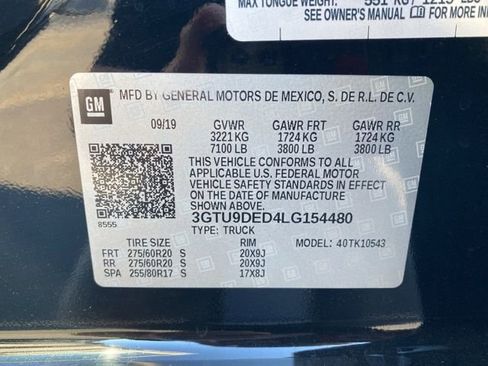 MAX TONGUE WEIGHT: 551 KG / 1215 LBS
SEE OWNER'S MANUAL FOR MORE
GM
MFD BY GENERAL MOTORS DE MEXICO, S. DE R.L. DE C.V.
09/19 GVWR GAWR FRT GAWR RR
3221 KG 1724 KG 1724 KG
7100 LB 3800 LB 3800 LB
THIS VEHICLE CONFORMS TO ALL
APPLICABLE U.S. FEDERAL MOTOR
VEHICLE SAFETY STANDARDS IN EFFECT
ON THE DATE OF MANUFACTURE SHOWN ABOVE.
8555 3GTU9DED4LG154480
TYPE: TRUCK MODEL: 40TK10543
TIRE SIZE RIM
FRT 275/60R20 S 20X9J
RR 275/60R20 S 20X9J
SPA 255/80R17 S 17X8J